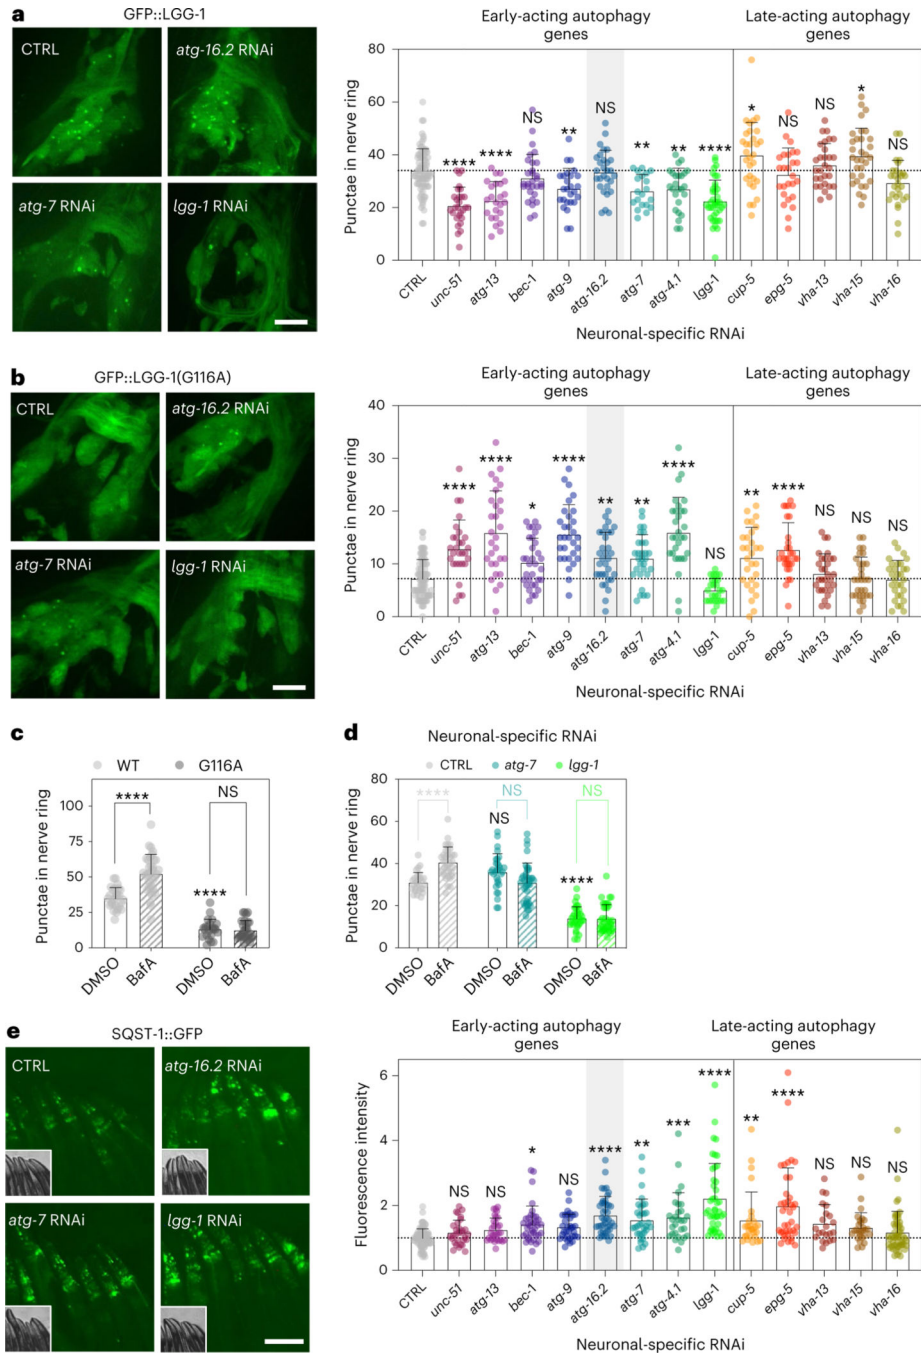 a
GFP::LGG-1
CTRL
atg-16.2 RNAi
atg-7 RNAi
lgg-1 RNAi
Early-acting autophagy
genes
Late-acting autophagy
genes
Punctae in nerve ring
80
60
40
20
0
**** **** NS ** NS ** ** **** * NS NS * NS
CTRL unc-51 atg-13 bec-1 atg-9 atg-16.2 atg-7 atg-4.1 lgg-1 cup-5 epg-5 vha-13 vha-15 vha-16
Neuronal-specific RNAi
b
GFP::LGG-1(G116A)
CTRL
atg-16.2 RNAi
atg-7 RNAi
lgg-1 RNAi
Early-acting autophagy
genes
Late-acting autophagy
genes
Punctae in nerve ring
40
30
20
10
0
**** **** * **** ** ** **** NS ** **** NS NS NS
CTRL unc-51 atg-13 bec-1 atg-9 atg-16.2 atg-7 atg-4.1 lgg-1 cup-5 epg-5 vha-13 vha-15 vha-16
Neuronal-specific RNAi
c
WT G116A
Punctae in nerve ring
100
75
50
25
0
**** NS
****
DMSO BafA DMSO BafA
d
Neuronal-specific RNAi
CTRL atg-7 lgg-1
Punctae in nerve ring
80
60
40
20
0
**** NS NS
NS ****
DMSO BafA DMSO BafA DMSO BafA
e
SQST-1::GFP
CTRL
atg-16.2 RNAi
atg-7 RNAi
lgg-1 RNAi
Early-acting autophagy
genes
Late-acting autophagy
genes
Fluorescence intensity
6
4
2
0
NS NS * NS **** ** *** **** ** **** NS NS NS
CTRL unc-51 atg-13 bec-1 atg-9 atg-16.2 atg-7 atg-4.1 lgg-1 cup-5 epg-5 vha-13 vha-15 vha-16
Neuronal-specific RNAi